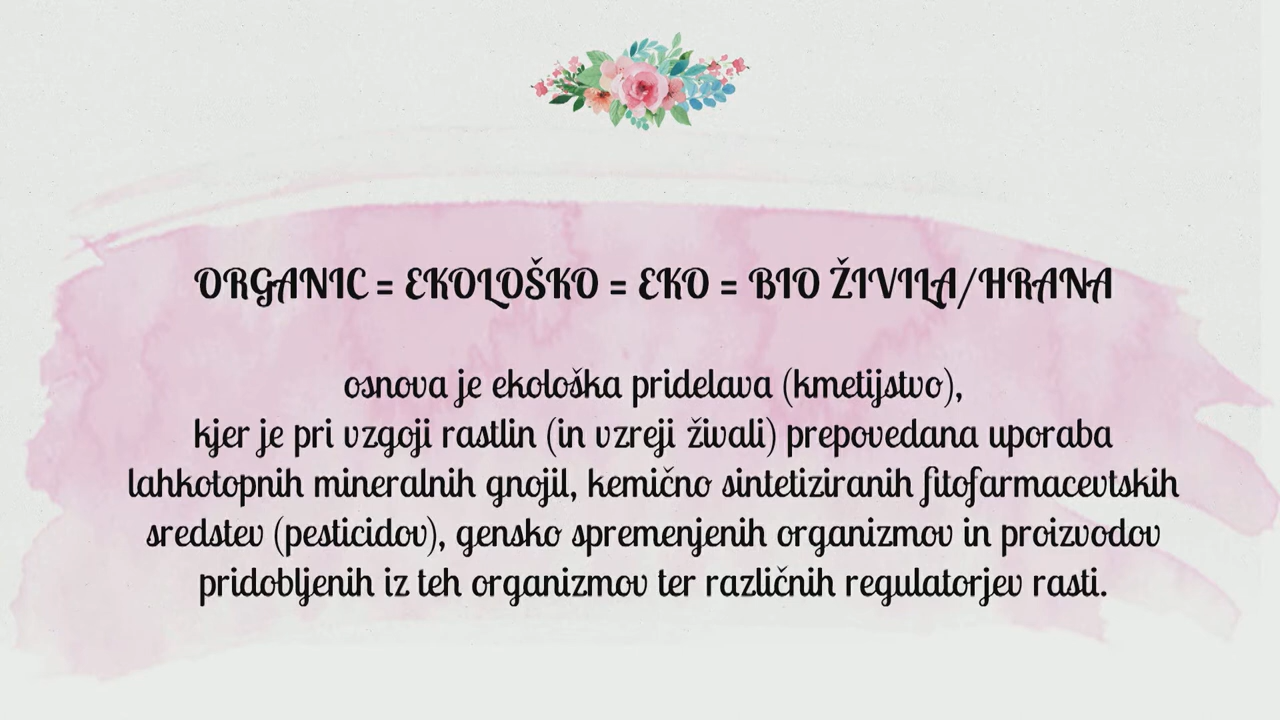 ORGANIC = EKOLOŠKO = EKO = BIO ŽIVILA/HRANA
osnova je ekološka pridelava (kmetijstvo),
kjer je pri vzgoji rastlin (in vzreji živali) prepovedana uporaba
lahkotopnih mineralnih gnojil, kemično sintetiziranih fitofarmacevtskih
sredstev (pesticidov), gensko spremenjenih organizmov in proizvodov
pridobljenih iz teh organizmov ter različnih regulatorjev rasti.